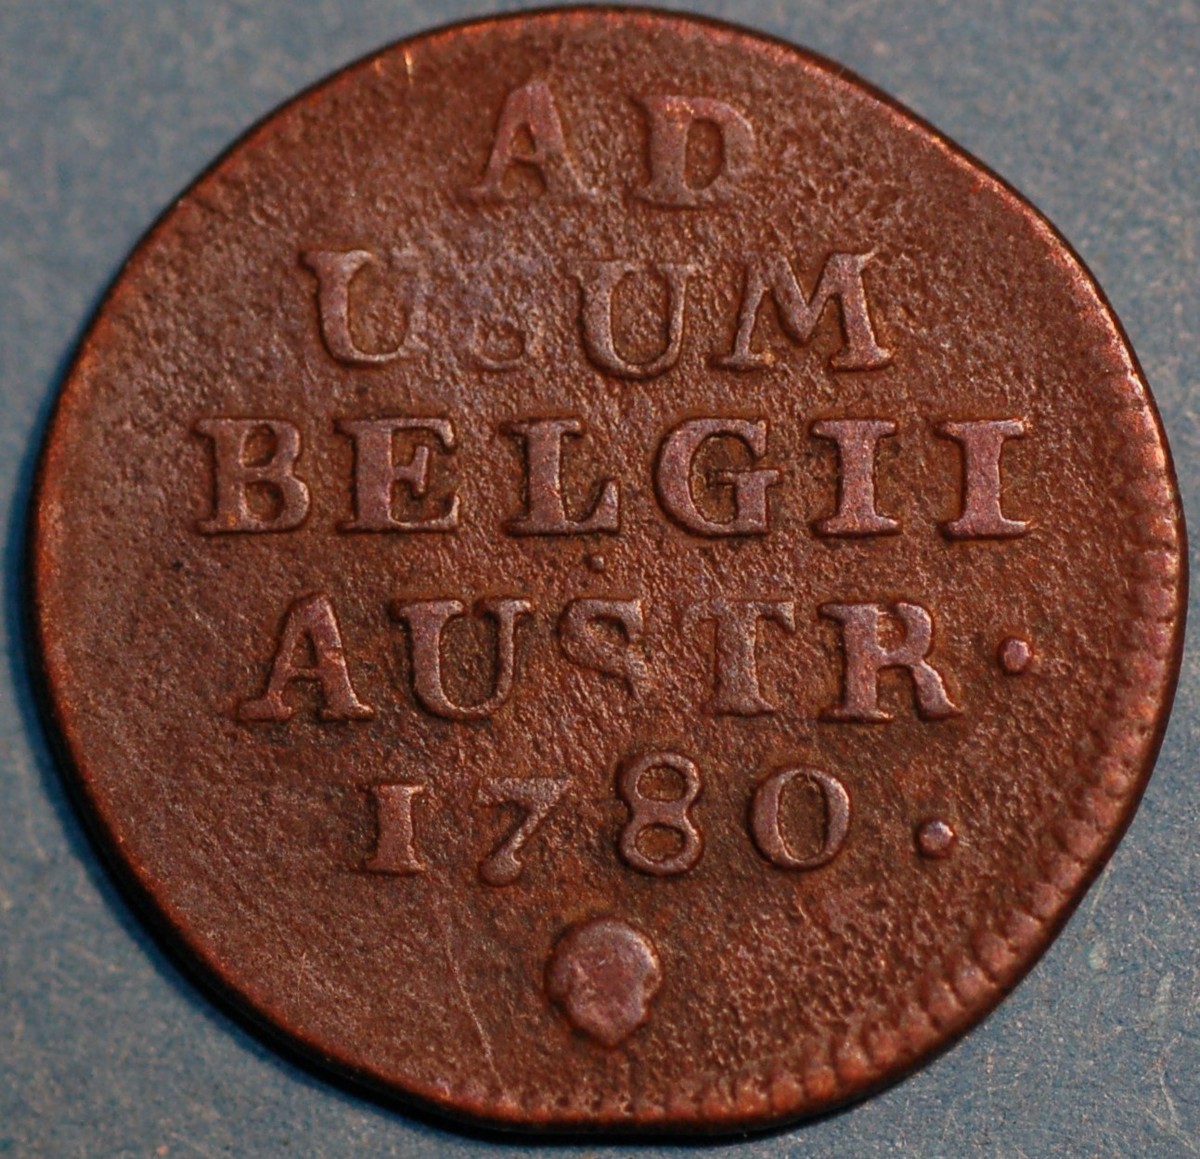 AD
USUM
BELGII
AUSTR·
1780·